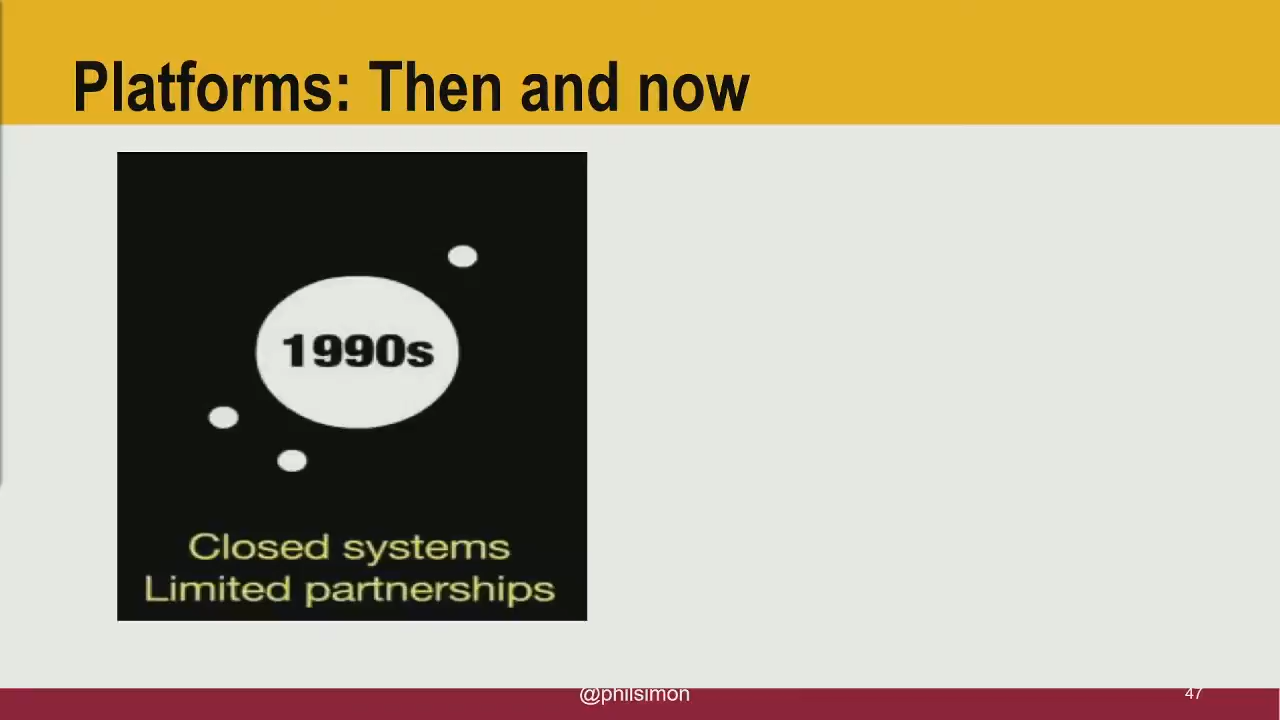 Platforms: Then and now
1990s
Closed systems
Limited partnerships
@philsimon
47